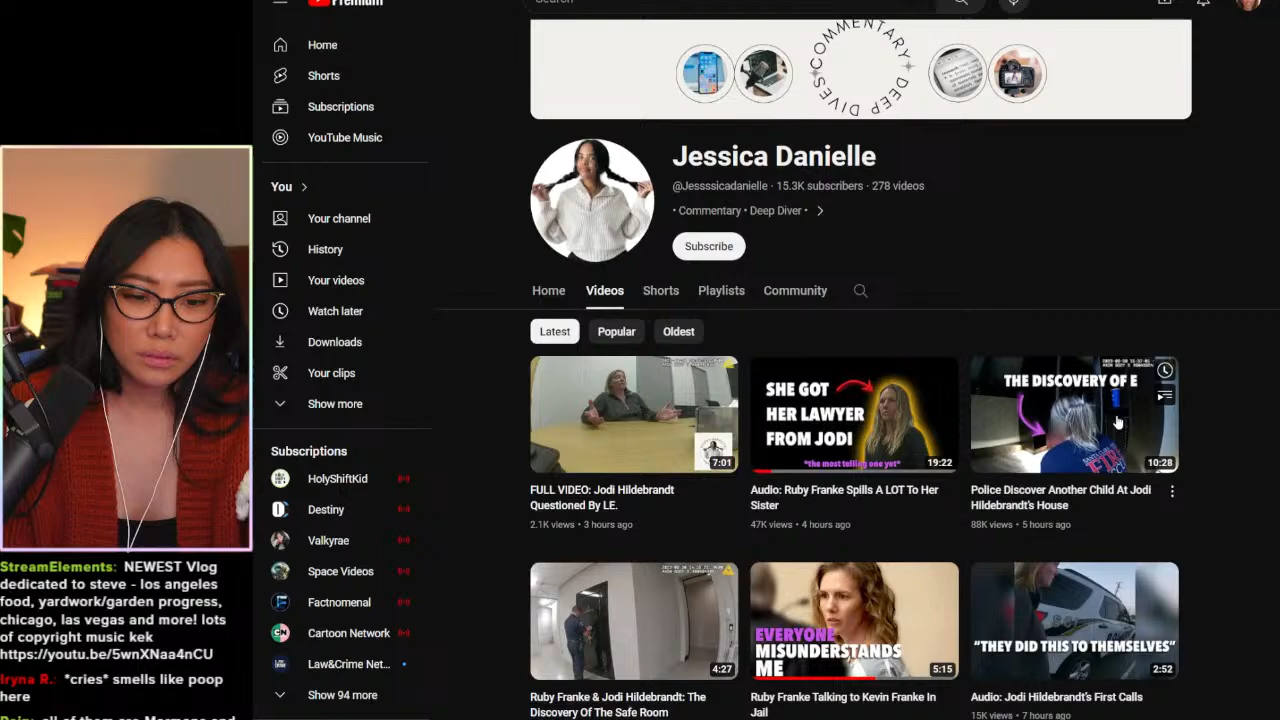 Premium
Search
Home
Shorts
Subscriptions
YouTube Music
You
Your channel
History
Your videos
Watch later
Downloads
Your clips
Show more
Subscriptions
HolyShiftKid
Destiny
Valkyrae
Space Videos
Factnomenal
Cartoon Network
Law&Crime Net...
Show 94 more
COMMENTARY
DEEP DIVES
Jessica Danielle
@Jesssicadanielle · 15.3K subscribers · 278 videos
• Commentary • Deep Diver •
Subscribe
Home Videos Shorts Playlists Community
Latest Popular Oldest
7:01
FULL VIDEO: Jodi Hildebrandt
Questioned By LE.
2.1K views • 3 hours ago
SHE GOT
HER LAWYER
FROM JODI
*the most telling one yet*
19:22
Audio: Ruby Franke Spills A LOT To Her
Sister
47K views • 4 hours ago
THE DISCOVERY OF E
10:28
Police Discover Another Child At Jodi
Hildebrandt's House
88K views • 5 hours ago
4:27
Ruby Franke & Jodi Hildebrandt: The
Discovery Of The Safe Room
EVERYONE
MISUNDERSTANDS
ME
5:15
Ruby Franke Talking to Kevin Franke In
Jail
"THEY DID THIS TO THEMSELVES"
2:52
Audio: Jodi Hildebrandt's First Calls
15K views • 7 hours ago
StreamElements: NEWEST Vlog
dedicated to steve - los angeles
food, yardwork/garden progress,
chicago, las vegas and more! lots
of copyright music kek
https://youtu.be/5wnXNaa4nCU
Iryna R.: *cries* smells like poop
here